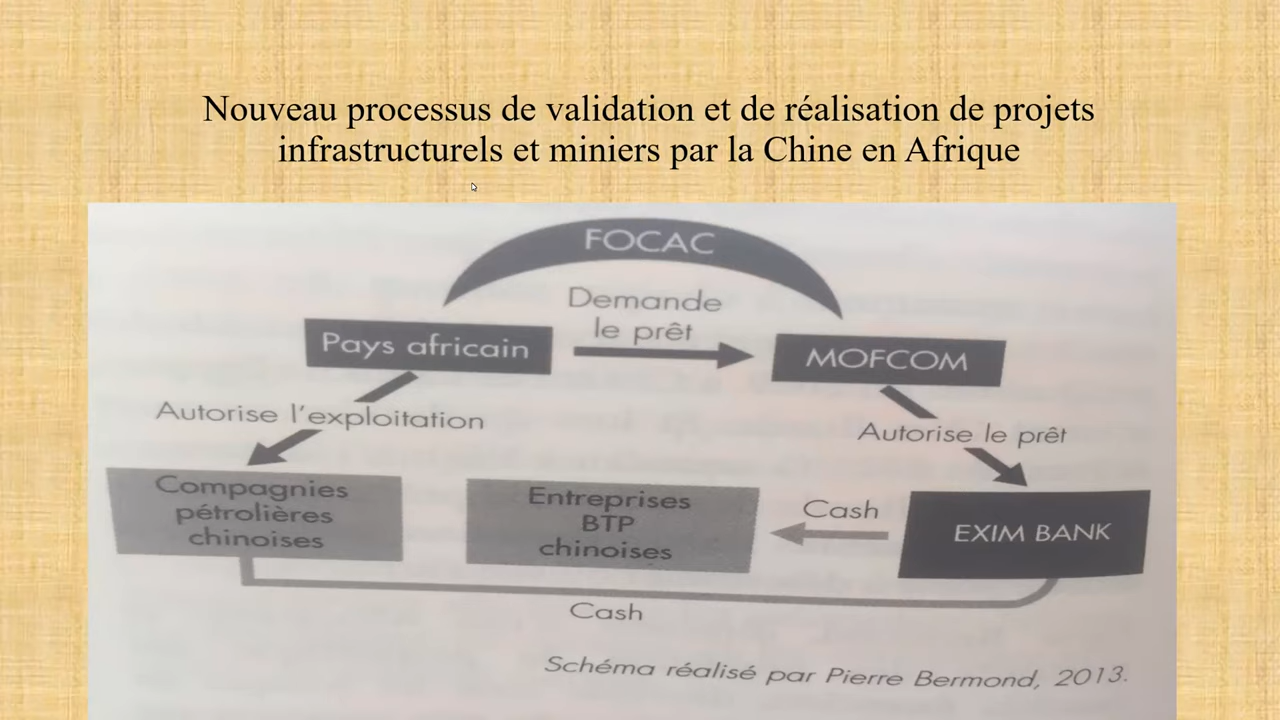 Nouveau processus de validation et de réalisation de projets
infrastructurels et miniers par la Chine en Afrique
FOCAC
Demande
le prêt
Pays africain
MOFCOM
Autorise l'exploitation
Autorise le prêt
Compagnies
pétrolières
chinoises
Entreprises
BTP
chinoises
Cash
EXIM BANK
Cash
Schéma réalisé par Pierre Bermond, 2013.